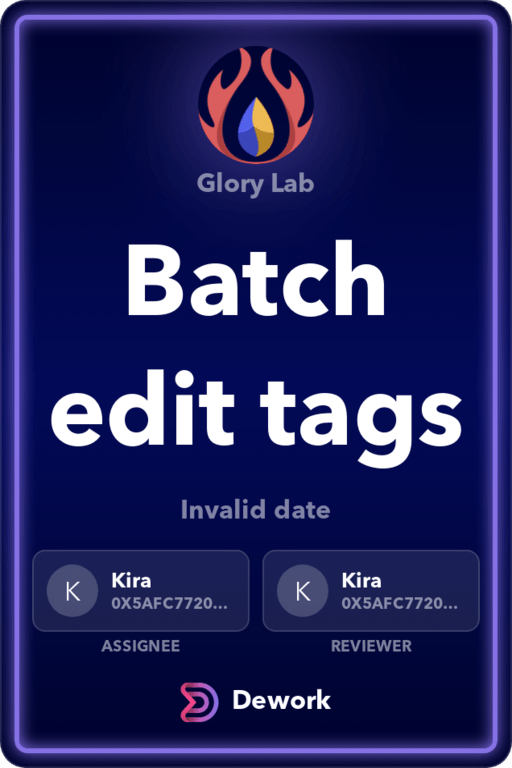 Glory Lab
Batch
edit tags
Invalid date
K
Kira
0X5AFC7720...
K
Kira
0X5AFC7720...
ASSIGNEE
REVIEWER
Dework